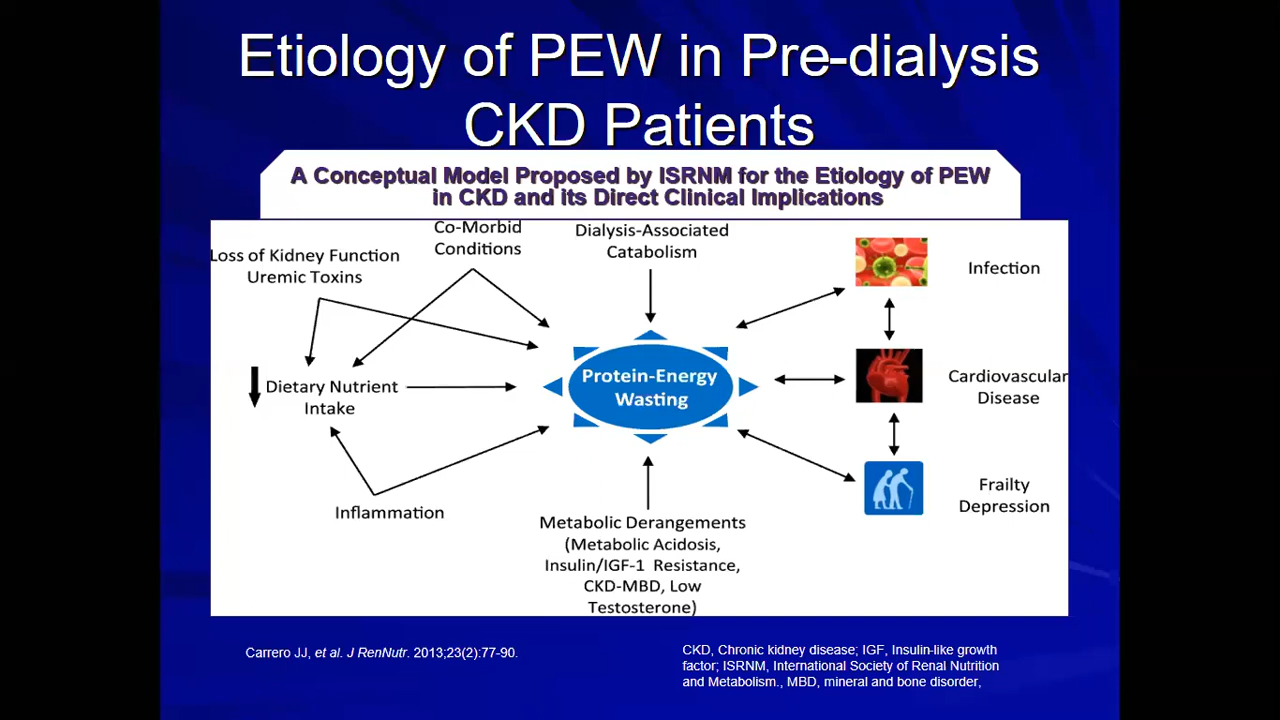 Etiology of PEW in Pre-dialysis
CKD Patients
A Conceptual Model Proposed by ISRNM for the Etiology of PEW
in CKD and its Direct Clinical Implications
Loss of Kidney Function
Uremic Toxins
Co-Morbid
Conditions
Dialysis-Associated
Catabolism
Infection
Dietary Nutrient
Intake
Protein-Energy
Wasting
Cardiovascular
Disease
Inflammation
Metabolic Derangements
(Metabolic Acidosis,
Insulin/IGF-1 Resistance,
CKD-MBD, Low
Testosterone)
Frailty
Depression
Carrero JJ, et al. J RenNutr. 2013;23(2):77-90.
CKD, Chronic kidney disease; IGF, Insulin-like growth
factor; ISRNM, International Society of Renal Nutrition
and Metabolism., MBD, mineral and bone disorder,